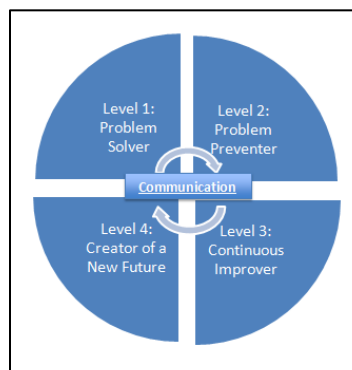 Level 1:
Problem
Solver
Level 2:
Problem
Preventer
Communication
Level 4:
Creator of a
New Future
Level 3:
Continuous
Improver